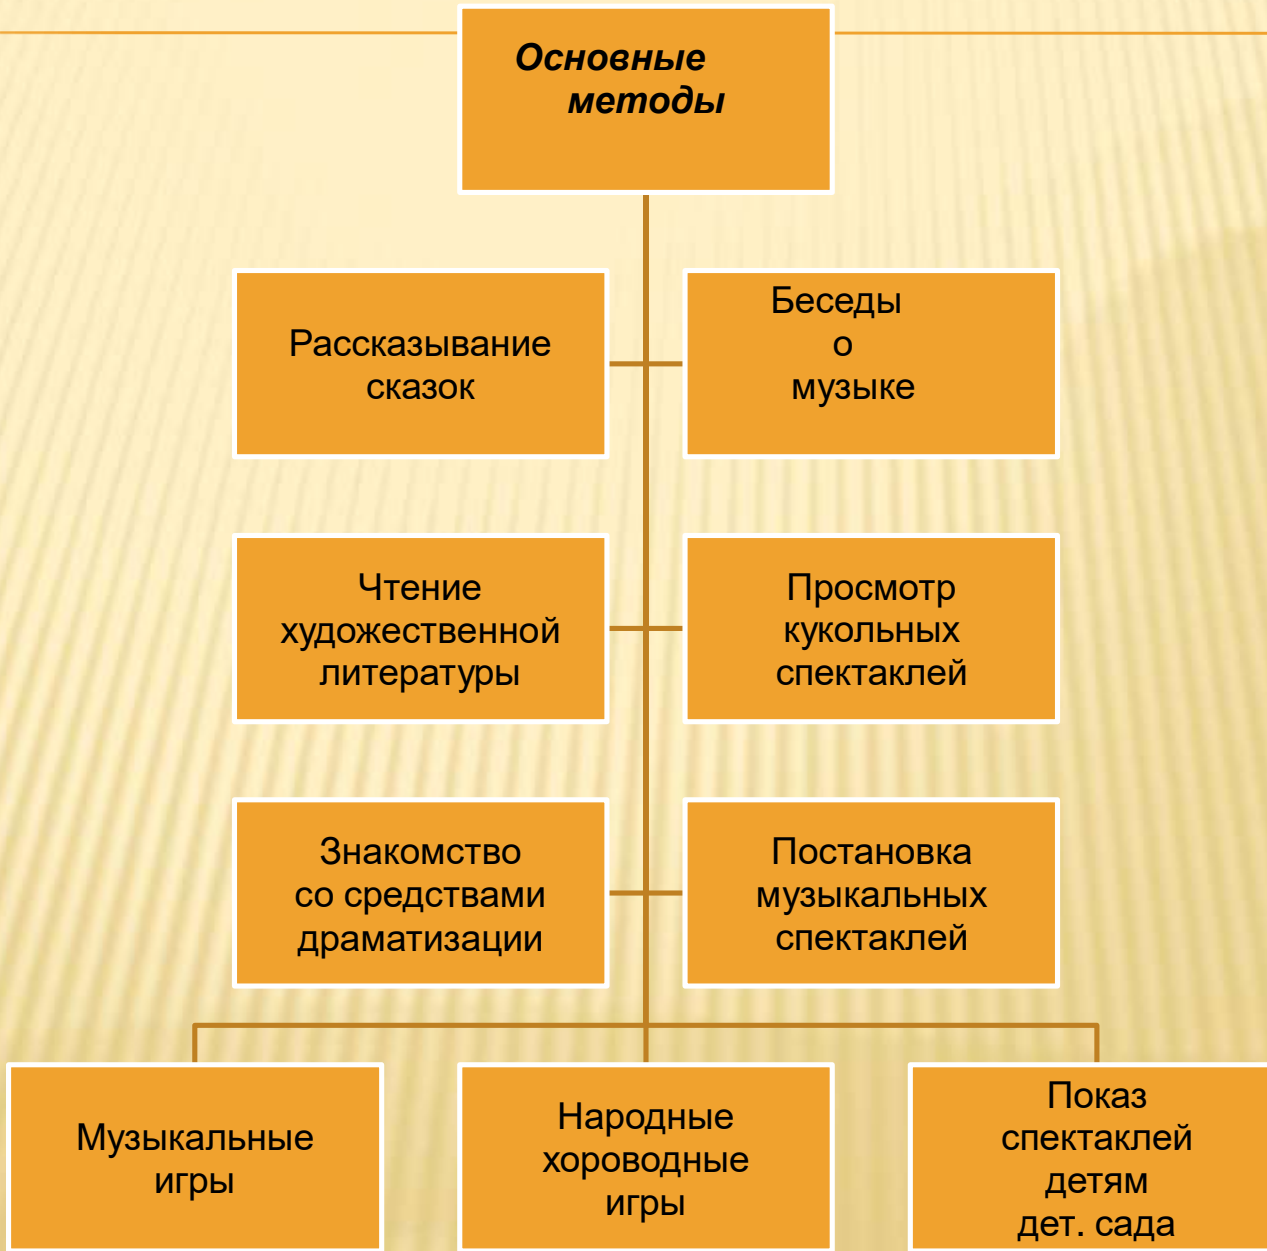 Основные
методы
Рассказывание
сказок
Беседы
о
музыке
Чтение
художественной
литературы
Просмотр
кукольных
спектаклей
Знакомство
со средствами
драматизации
Постановка
музыкальных
спектаклей
Музыкальные
игры
Народные
хороводные
игры
Показ
спектаклей
детям
дет. сада